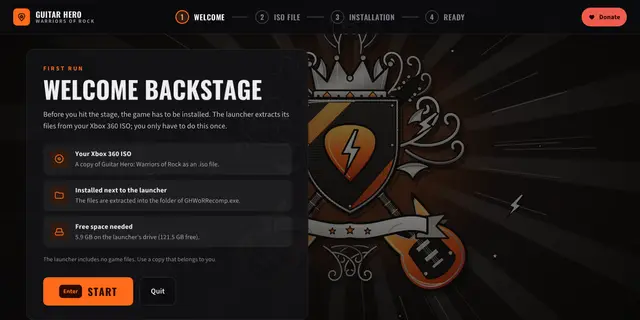 GUITAR HERO
WARRIORS OF ROCK
1 WELCOME
2 ISO FILE
3 INSTALLATION
4 READY
Donate
FIRST RUN
WELCOME BACKSTAGE
Before you hit the stage, the game has to be installed. The launcher extracts its
files from your Xbox 360 ISO; you only have to do this once.
Your Xbox 360 ISO
A copy of Guitar Hero: Warriors of Rock as an .iso file.
Installed next to the launcher
The files are extracted into the folder of GHWoRRecomp.exe.
Free space needed
5.9 GB on the launcher's drive (121.5 GB free).
The launcher includes no game files. Use a copy that belongs to you.
Enter START
Quit